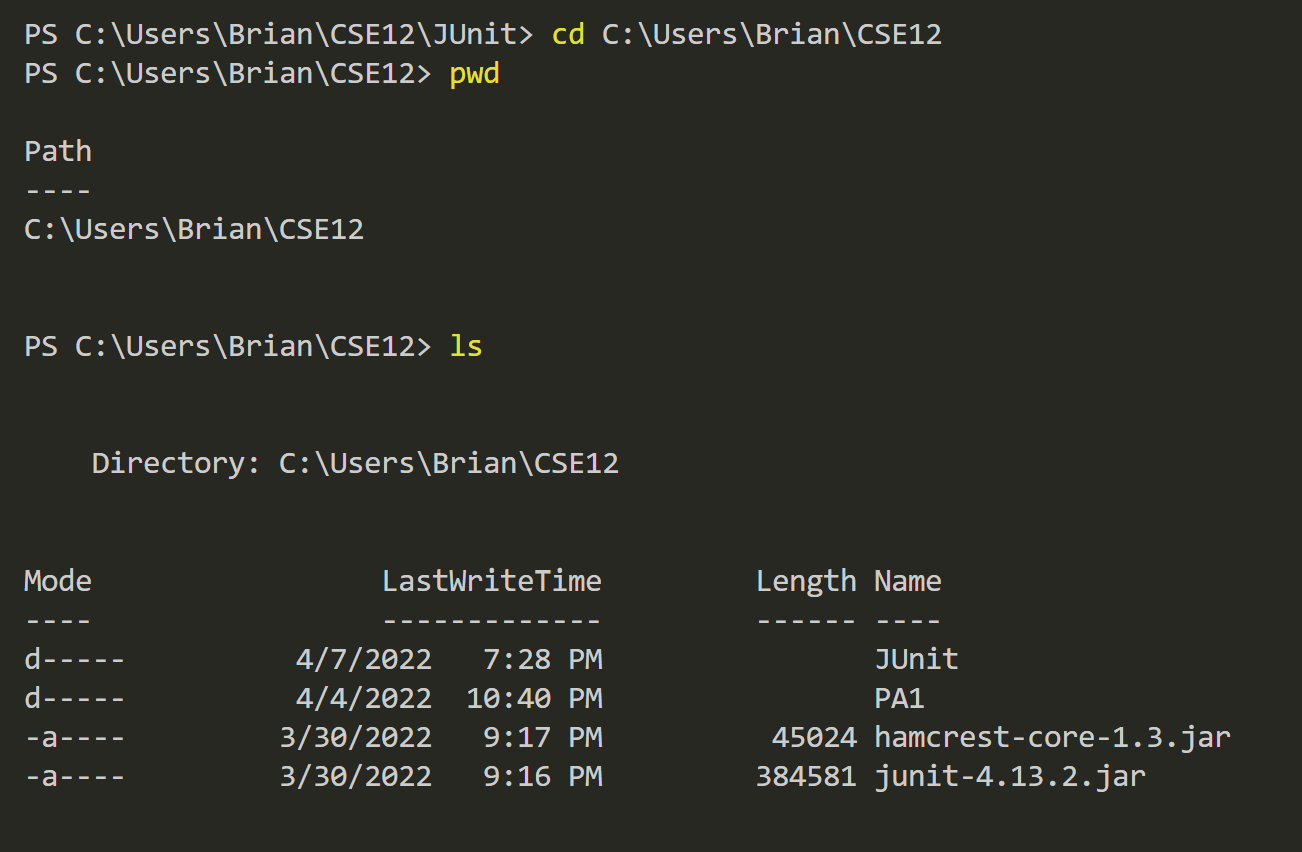 PS C:\Users\Brian\CSE12\JUnit> cd C:\Users\Brian\CSE12
PS C:\Users\Brian\CSE12> pwd
Path
----
C:\Users\Brian\CSE12
PS C:\Users\Brian\CSE12> ls
Directory: C:\Users\Brian\CSE12
Mode LastWriteTime Length Name
---- ------------- ------ ----
d----- 4/7/2022 7:28 PM JUnit
d----- 4/4/2022 10:40 PM PA1
-a---- 3/30/2022 9:17 PM 45024 hamcrest-core-1.3.jar
-a---- 3/30/2022 9:16 PM 384581 junit-4.13.2.jar